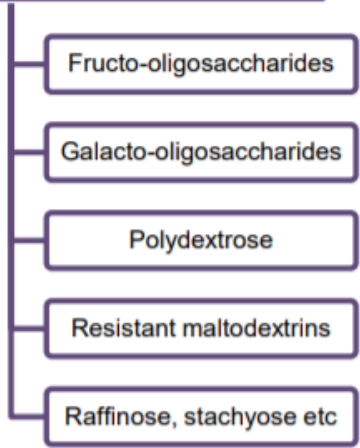 Fructo-oligosaccharides
Galacto-oligosaccharides
Polydextrose
Resistant maltodextrins
Raffinose, stachyose etc